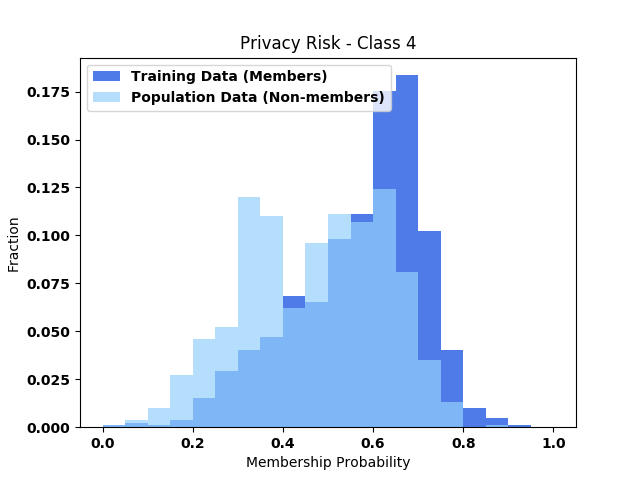 Privacy Risk - Class 4
Training Data (Members)
Population Data (Non-members)
Fraction
0.175
0.150
0.125
0.100
0.075
0.050
0.025
0.000
0.0 0.2 0.4 0.6 0.8 1.0
Membership Probability